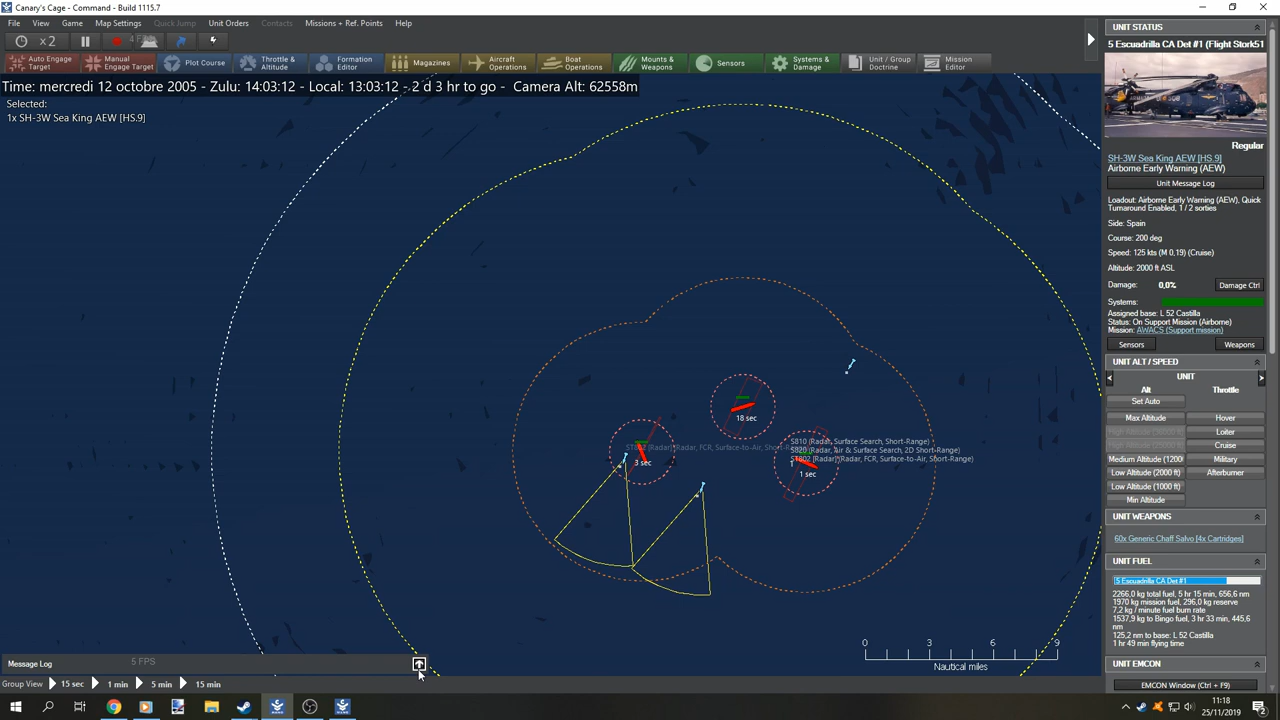 Canary's Cage - Command - Build 1115.7
File View Game Map Settings Quick Jump Unit Orders Contacts Missions + Ref. Points Help
x 2
Auto Engage Target
Manual Engage Target
Plot Course
Throttle & Altitude
Formation Editor
Magazines
Aircraft Operations
Boat Operations
Mounts & Weapons
Sensors
Systems & Damage
Unit / Group Doctrine
Mission Editor
Time: mercredi 12 octobre 2005 - Zulu: 14:03:12 - Local: 13:03:12 - 2 d 3 hr to go - Camera Alt: 62558m
Selected:
1x SH-3W Sea King AEW [HS.9]
18 sec
3 sec
S810 (Radar, Surface Search, Short-Range)
S820 (Radar, Air & Surface Search, 2D Short-Range)
ST802 [Radar] (Radar, FCR, Surface-to-Air, Short-Range)
1
1 sec
0 3 6 9
Nautical miles
Message Log
5 FPS
Group View 15 sec 1 min 5 min 15 min
UNIT STATUS
5 Escuadrilla CA Det #1 (Flight Stork51
Regular
SH-3W Sea King AEW [HS.9]
Airborne Early Warning (AEW)
Unit Message Log
Loadout: Airborne Early Warning (AEW), Quick
Turnaround Enabled, 1 / 2 sorties
Side: Spain
Course: 200 deg
Speed: 125 kts (M 0,19) (Cruise)
Altitude: 2000 ft ASL
Damage: 0,0% Damage Ctrl
Systems:
Assigned base: L 52 Castilla
Status: On Support Mission (Airborne)
Mission: AWACS (Support mission)
Sensors Weapons
UNIT ALT / SPEED
UNIT
Alt Throttle
Set Auto
Max Altitude Hover
Loiter
Cruise
Medium Altitude (1200 Military
Low Altitude (2000 ft) Afterburner
Low Altitude (1000 ft)
Min Altitude
UNIT WEAPONS
60x Generic Chaff Salvo [4x Cartridges]
UNIT FUEL
5 Escuadrilla CA Det #1
2266,0 kg total fuel, 5 hr 15 min, 656,6 nm
1970 kg mission fuel, 296,0 kg reserve
7,2 kg / minute fuel burn rate
1537,9 kg to Bingo fuel, 3 hr 33 min, 445,6
nm
125,2 nm to base: L 52 Castilla
1 hr 49 min flying time
UNIT EMCON
EMCON Window (Ctrl + F9)
11:18
25/11/2019
2